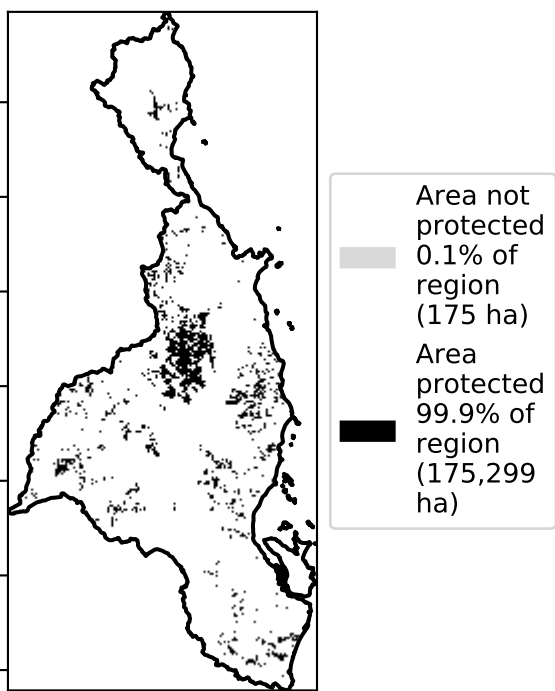 Area not
protected
0.1% of
region
(175 ha)
Area
protected
99.9% of
region
(175,299
ha)